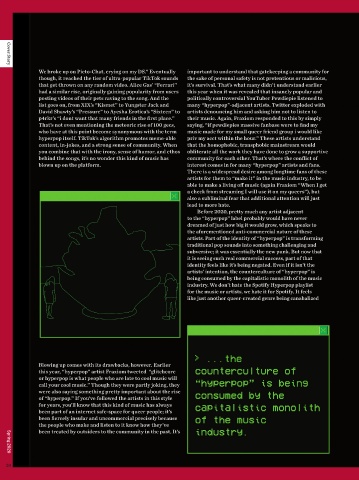 Cover Story
We broke up on Picto-Chat, crying on my DS." Eventually
though, it reached the tier of ultra-popular TikTok sounds
that get thrown on any random video. Alice Gas' "Ferrari"
had a similar rise, originally gaining popularity from users
posting videos of their pets raving to the song. And the
list goes on, from XIX's "Kismet" to Yungster Jack and
David Shawty's "Pressure" to Ayesha Erotica's "Sixteen" to
p4rkr's "i dont want that many friends in the first place."
That's not even mentioning the meteoric rise of 100 gecs,
who have at this point become synonymous with the term
hyperpop itself. TikTok's algorithm promotes meme-able
content, in-jokes, and a strong sense of community. When
you combine that with the irony, sense of humor, and ethos
behind the songs, it's no wonder this kind of music has
blown up on the platform.
Blowing up comes with its drawbacks, however. Earlier
this year, "hyperpop" artist Fraxiom tweeted "glitchcore
or hyperpop is what people who are late to cool music will
call your cool music." Though they were partly joking, they
were also saying something pretty important about the rise
of "hyperpop." If you've followed the artists in this style
for years, you'll know that this kind of music has always
been part of an internet safe-space for queer people; it's
been fiercely insular and uncommercial precisely because
the people who make and listen to it know how they've
been treated by outsiders to the community in the past. It's
important to understand that gatekeeping a community for
the sake of personal safety is not pretentious or malicious,
it's survival. That's what many didn't understand earlier
this year when it was revealed that insanely popular and
politically controversial YouTuber Pewdiepie listened to
many "hyperpop"-adjacent artists. Twitter exploded with
artists denouncing him and asking him not to listen to
their music. Again, Fraxiom responded to this by simply
saying, "if pewdiepies massive fanbase were to find my
music made for my small queer friend group i would like
priv my acct within the hour." These artists understand
that the homophobic, transphobic mainstream would
obliterate all the work they have done to grow a supportive
community for each other. That's where the conflict of
interest comes in for many "hyperpop" artists and fans.
There is a widespread desire among longtime fans of these
artists for them to "make it" in the music industry, to be
able to make a living off music (again Fraxiom "When I get
a check from streaming I will use it on my queers"), but
also a subliminal fear that additional attention will just
lead to more hate.
Before 2020, pretty much any artist adjacent
to the "hyperpop" label probably would have never
dreamed of just how big it would grow, which speaks to
the aforementioned anti-commercial nature of these
artists. Part of the identity of "hyperpop" is transforming
traditional pop sounds into something challenging and
subversive; it was essentially the new punk. But now that
it is seeing such real commercial success, part of that
identity feels like it's being negated. Even if it isn't the
artists' intention, the counterculture of "hyperpop" is
being consumed by the capitalistic monolith of the music
industry. We don't hate the Spotify Hyperpop playlist
for the music or artists, we hate it for Spotify. It feels
like just another queer-created genre being cannibalized
> ...the
counterculture of
"hyperpop" is being
consumed by the
capitalistic monolith
of the music
industry.